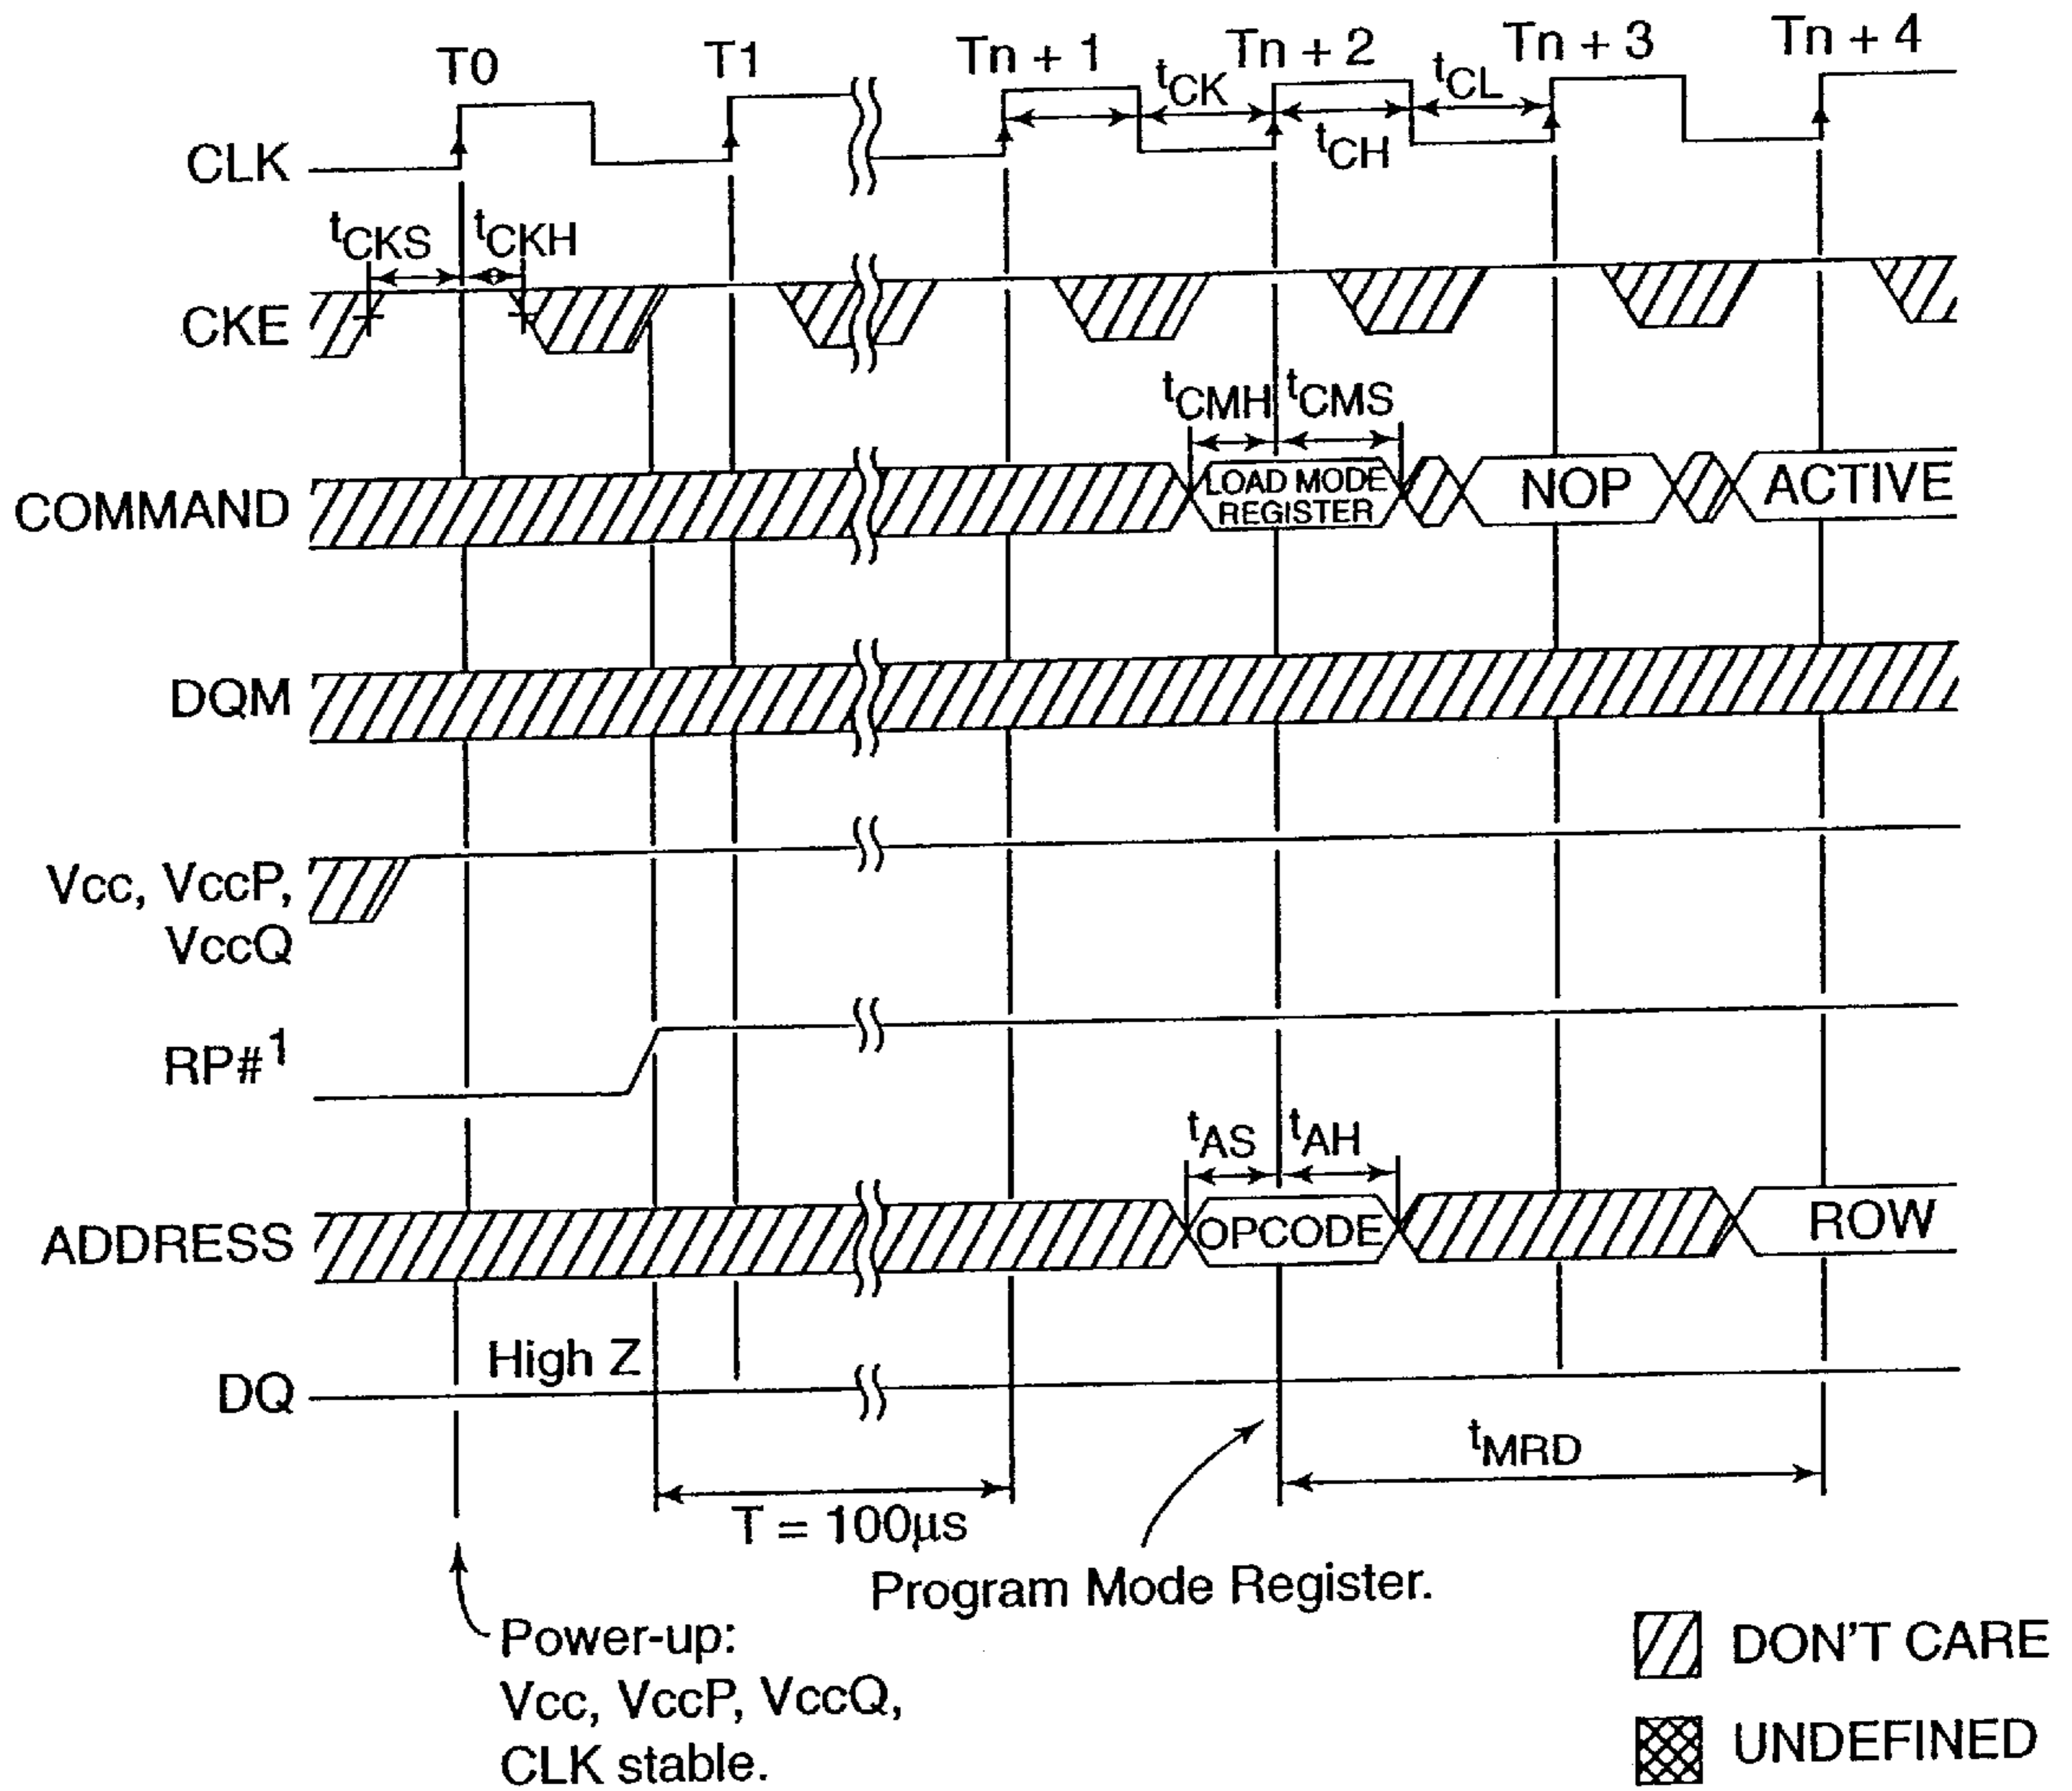 T0 T1 Tn + 1 Tn + 2 Tn + 3 Tn + 4
tCK tCL
CLK tCH
tCKS tCKH
CKE
tCMH tCMS
COMMAND LOAD MODE REGISTER NOP ACTIVE
DQM
Vcc, VccP,
VccQ
RP#1
tAS tAH
ADDRESS OPCODE ROW
High Z
DQ
tMRD
T = 100μs
Program Mode Register.
Power-up:
Vcc, VccP, VccQ,
CLK stable.
DON'T CARE
UNDEFINED